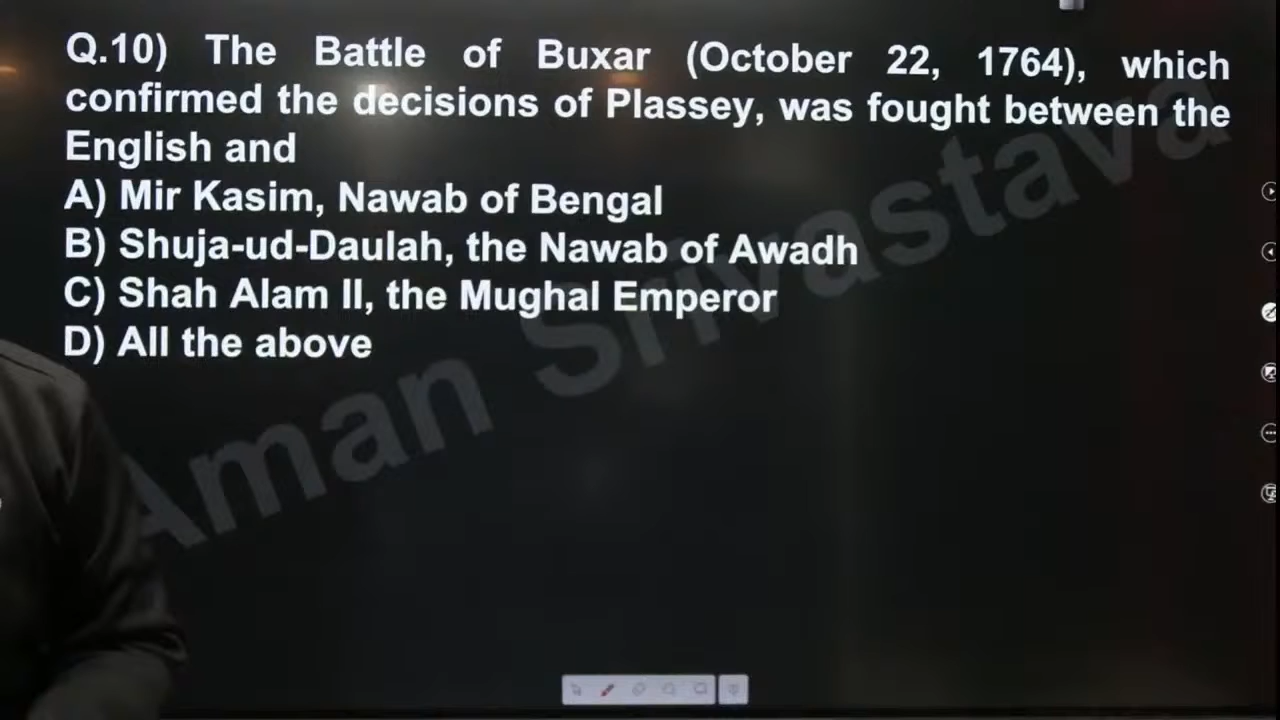 Q.10) The Battle of Buxar (October 22, 1764), which
confirmed the decisions of Plassey, was fought between the
English and
A) Mir Kasim, Nawab of Bengal
B) Shuja-ud-Daulah, the Nawab of Awadh
C) Shah Alam II, the Mughal Emperor
D) All the above
Aman Srivastava